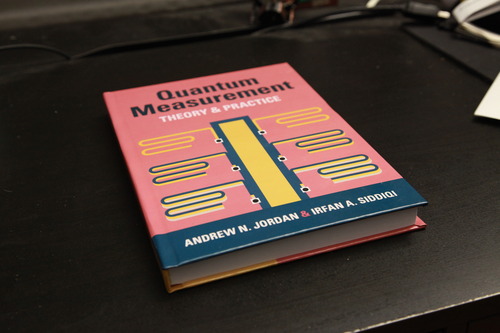 Quantum
Measurement
THEORY & PRACTICE
ANDREW N. JORDAN & IRFAN A. SIDDIQI